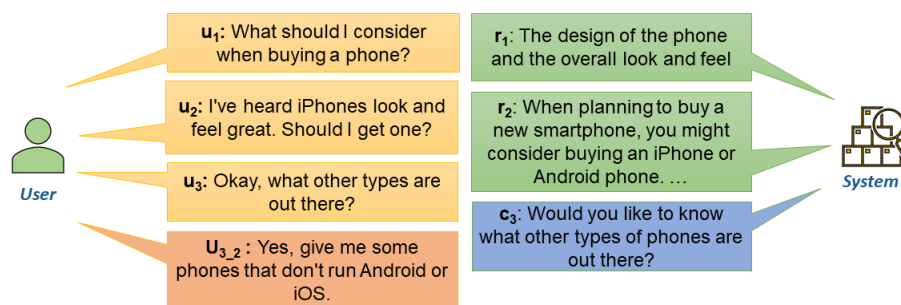 u1: What should I consider
when buying a phone?
r1: The design of the phone
and the overall look and feel
u2: I've heard iPhones look and
feel great. Should I get one?
r2: When planning to buy a
new smartphone, you might
consider buying an iPhone or
Android phone. ...
User
System
u3: Okay, what other types are
out there?
c3: Would you like to know
what other types of phones are
out there?
U3_2 : Yes, give me some
phones that don't run Android or
iOS.